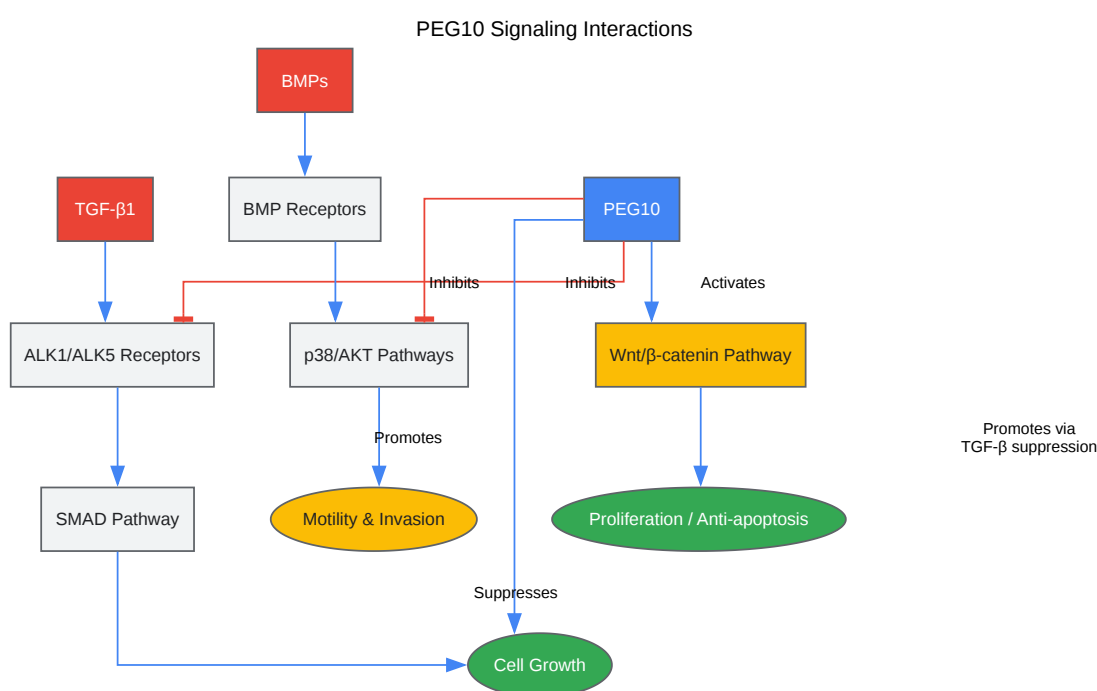 PEG10 Signaling Interactions
BMPs
TGF-β1
BMP Receptors
PEG10
Inhibits
Inhibits
Activates
ALK1/ALK5 Receptors
p38/AKT Pathways
Wnt/β-catenin Pathway
Promotes
Promotes via
TGF-β suppression
SMAD Pathway
Motility & Invasion
Proliferation / Anti-apoptosis
Suppresses
Cell Growth